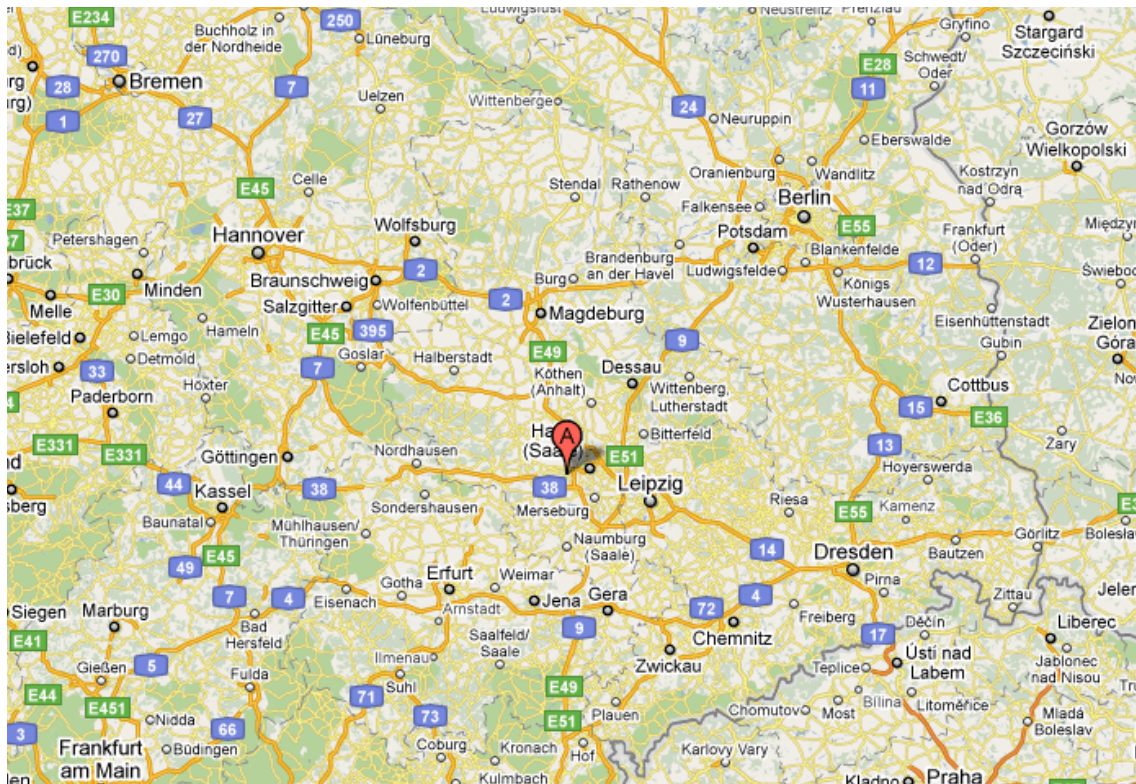 E234
250
Ludwigslust
Neustrelitz
Prenzlau
Gryfino
Stargard
Szczeciński
Buchholz in
der Nordheide
Lüneburg
270
Bremen
28
1
27
7
Uelzen
Wittenberge
24
Neuruppin
Schwedt/
Oder
E28
11
Eberswalde
Gorzów
Wielkopolski
Celle
E45
Stendal
Rathenow
Oranienburg
Wandlitz
Kostrzyn
nad Odrą
E37
Falkensee
Berlin
Petershagen
Hannover
Wolfsburg
Potsdam
E55
Blankenfelde
Frankfurt
(Oder)
Brandenburg
an der Havel
Ludwigsfelde
12
Minden
E30
Melle
Braunschweig
2
Burg
Königs
Wusterhausen
Salzgitter
Wolfenbüttel
2
Magdeburg
Eisenhüttenstadt
Bielefeld
Lemgo
Hameln
E45
395
9
Detmold
Goslar
Halberstadt
E49
Gubin
33
7
Köthen
(Anhalt)
Dessau
Höxter
Wittenberg,
Lutherstadt
Cottbus
Paderborn
15
E36
E331
E331
A
(Saale)
Bitterfeld
13
Żary
Göttingen
Nordhausen
E51
Hoyerswerda
44
38
38
Leipzig
Kassel
Sondershausen
Merseburg
Riesa
Kamenz
Baunatal
Mühlhausen/
Thüringen
E55
Görlitz
E45
Naumburg
(Saale)
14
Bautzen
49
Dresden
7
4
Eisenach
Gotha
Erfurt
Weimar
Pirna
Siegen
Marburg
Arnstadt
Jena
Gera
72
4
Freiberg
Zittau
Bad
Hersfeld
9
Chemnitz
17
Děčín
Liberec
E41
5
Saalfeld/
Saale
Gießen
Ilmenau
Zwickau
Teplice
Ústí nad
Labem
Jablonec
nad Nisou
Fulda
Suhl
E44
E451
71
E49
Bílina
Litoměřice
Nidda
66
73
E51
Plauen
Chomutov
Most
Mladá
Boleslav
3
Frankfurt
am Main
Büdingen
Coburg
Kronach
Hof
Karlovy Vary
Kulmbach
Kladno
Praha